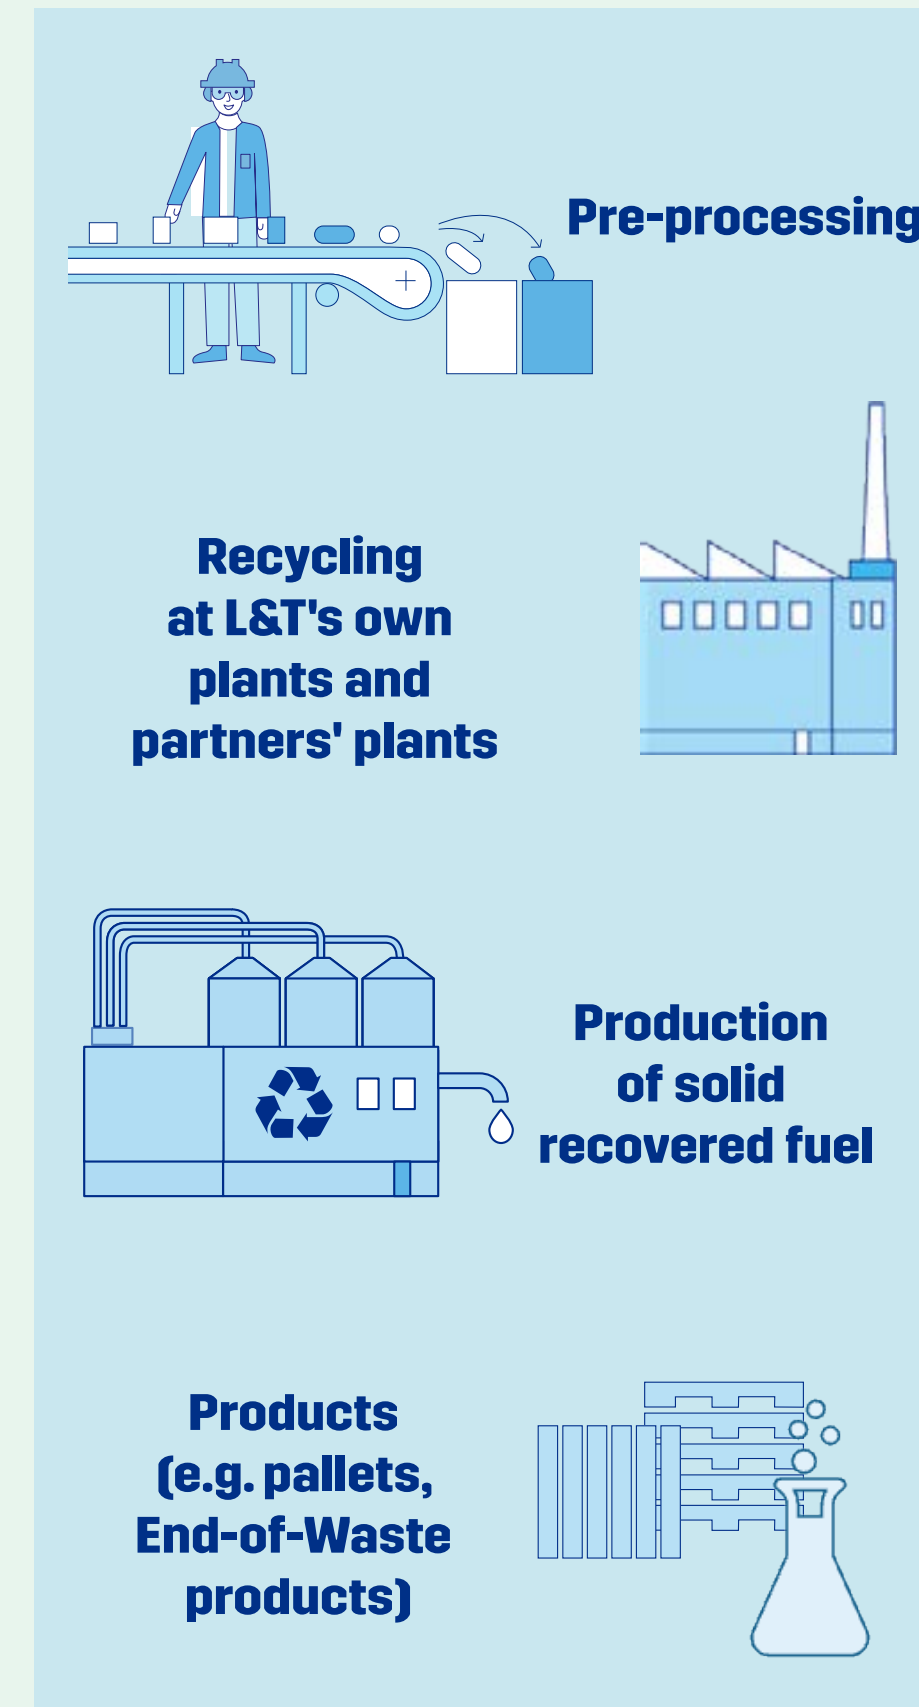 Pre-processing
Recycling
at L&T's own
plants and
partners' plants
Production
of solid
recovered fuel
Products
(e.g. pallets,
End-of-Waste
products)